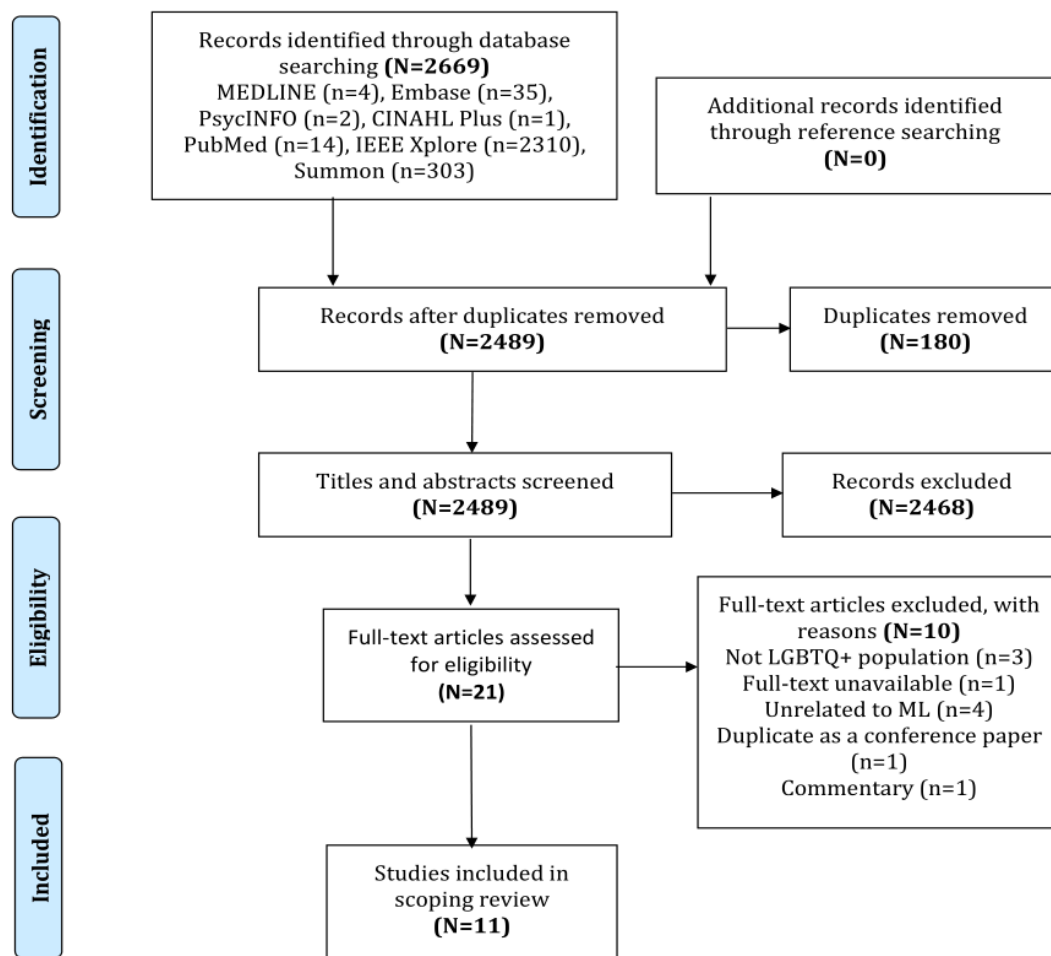 Identification
Records identified through database
searching (N=2669)
MEDLINE (n=4), Embase (n=35),
PsycINFO (n=2), CINAHL Plus (n=1),
PubMed (n=14), IEEE Xplore (n=2310),
Summon (n=303)
Additional records identified
through reference searching
(N=0)
Screening
Records after duplicates removed
(N=2489)
Duplicates removed
(N=180)
Titles and abstracts screened
(N=2489)
Records excluded
(N=2468)
Eligibility
Full-text articles assessed
for eligibility
(N=21)
Full-text articles excluded, with
reasons (N=10)
Not LGBTQ+ population (n=3)
Full-text unavailable (n=1)
Unrelated to ML (n=4)
Duplicate as a conference paper
(n=1)
Commentary (n=1)
Included
Studies included in
scoping review
(N=11)